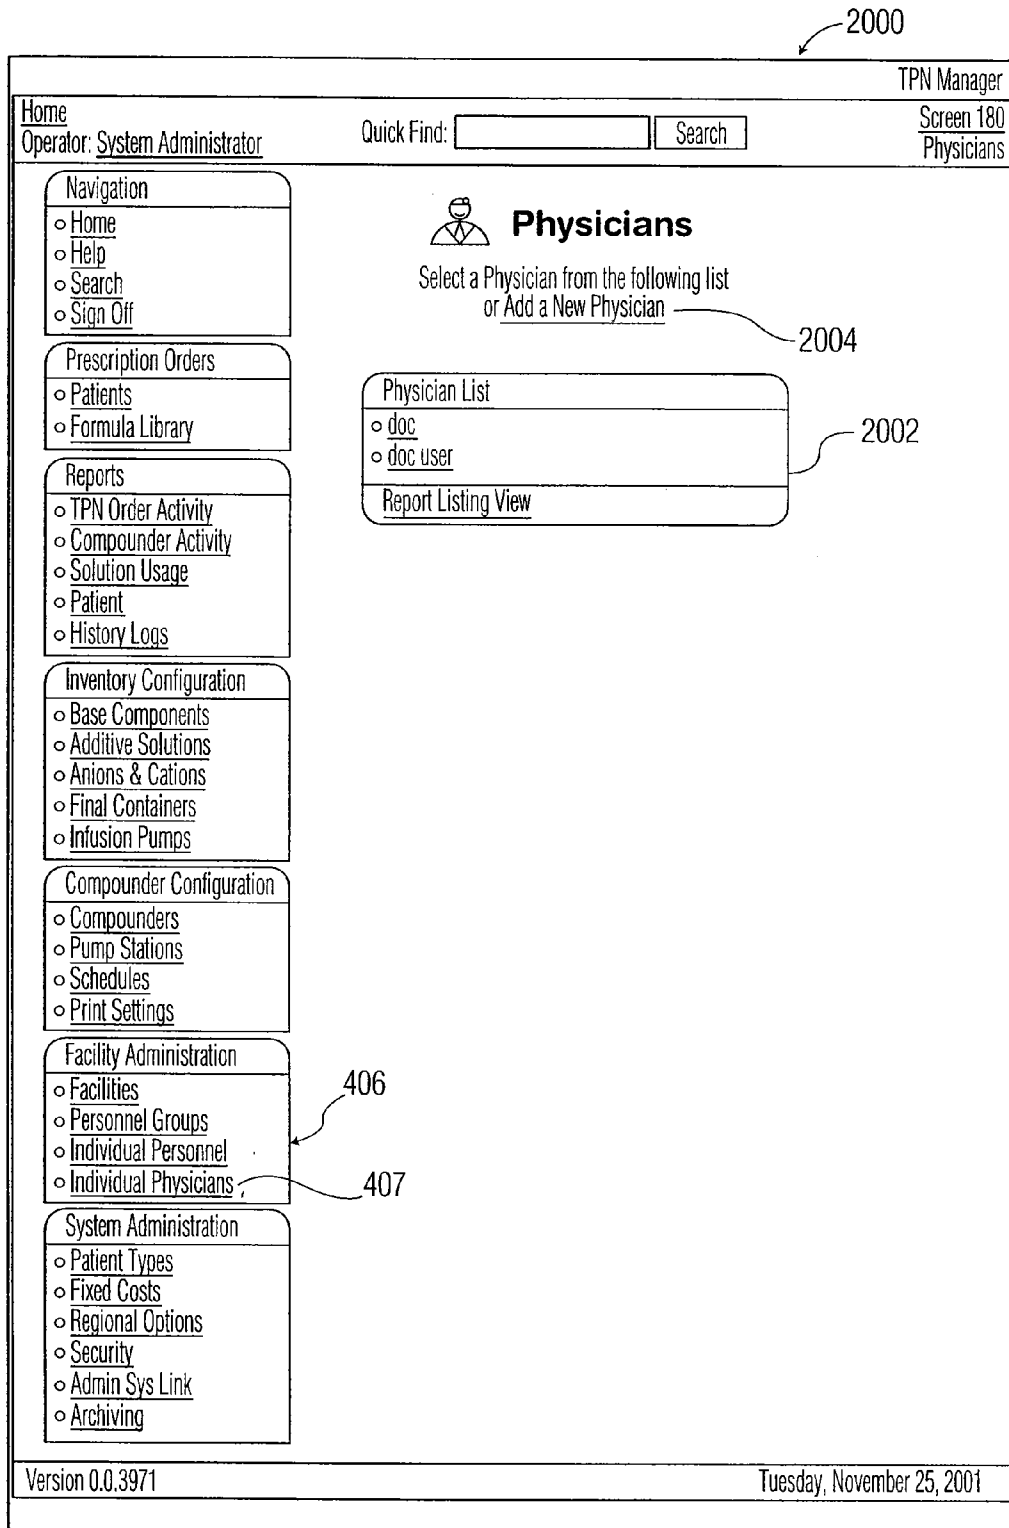 2000
TPN Manager
Home
Operator: System Administrator
Quick Find:
Search
Screen 180
Physicians
Navigation
Home
Help
Search
Sign Off
Prescription Orders
Patients
Formula Library
Reports
TPN Order Activity
Compounder Activity
Solution Usage
Patient
History Logs
Inventory Configuration
Base Components
Additive Solutions
Anions & Cations
Final Containers
Infusion Pumps
Compounder Configuration
Compounders
Pump Stations
Schedules
Print Settings
Facility Administration
Facilities
Personnel Groups
Individual Personnel
Individual Physicians
406
407
System Administration
Patient Types
Fixed Costs
Regional Options
Security
Admin Sys Link
Archiving
Physicians
Select a Physician from the following list
or Add a New Physician
2004
Physician List
doc
doc user
Report Listing View
2002
Version 0.0.3971
Tuesday, November 25, 2001